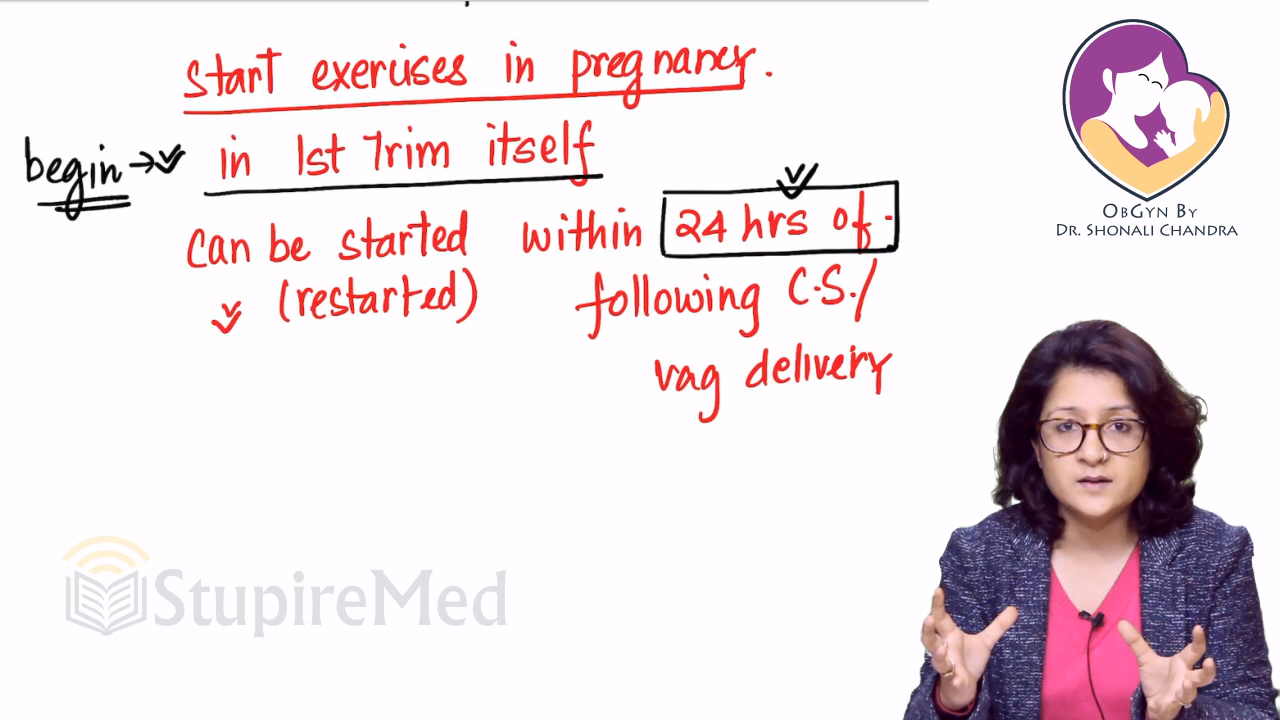 start exercises in pregnancy.
begin → in 1st Trim itself
can be started within 24 hrs of
(restarted) following C.S./
vag delivery
ObGyn By
Dr. Shonali Chandra
StupireMed